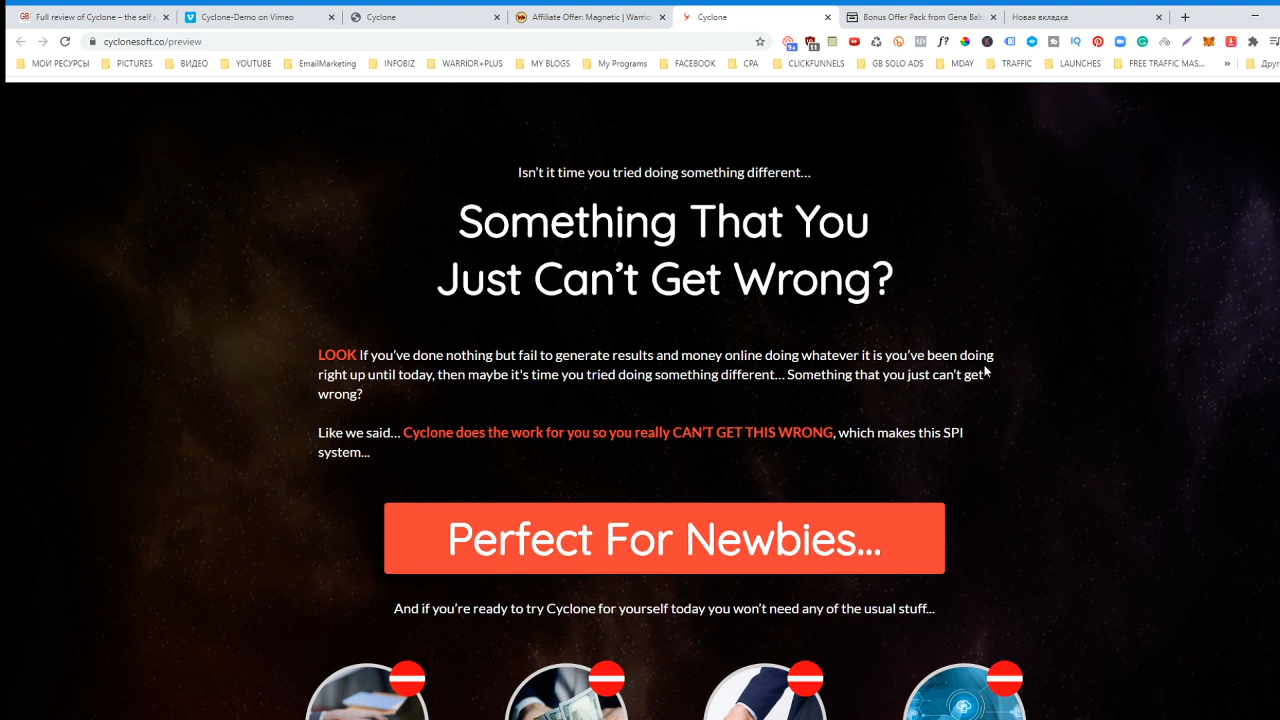 Full review of Cyclone – the self p
Cyclone-Demo on Vimeo
Cyclone
Affiliate Offer: Magnetic | Warrio
Cyclone
Bonus Offer Pack from Gena Bab
Новая вкладка
cyclonesoft.co/preview
МОИ РЕСУРСЫ
PICTURES
ВИДЕО
YOUTUBE
EmailMarketing
INFOBIZ
WARRIOR+PLUS
MY BLOGS
My Programs
FACEBOOK
CPA
CLICKFUNNELS
GB SOLO ADS
MDAY
TRAFFIC
LAUNCHES
FREE TRAFFIC MAS...
Isn’t it time you tried doing something different...
Something That You
Just Can’t Get Wrong?
LOOK If you’ve done nothing but fail to generate results and money online doing whatever it is you’ve been doing
right up until today, then maybe it's time you tried doing something different... Something that you just can’t get
wrong?
Like we said... Cyclone does the work for you so you really CAN’T GET THIS WRONG, which makes this SPI
system...
Perfect For Newbies...
And if you’re ready to try Cyclone for yourself today you won’t need any of the usual stuff...